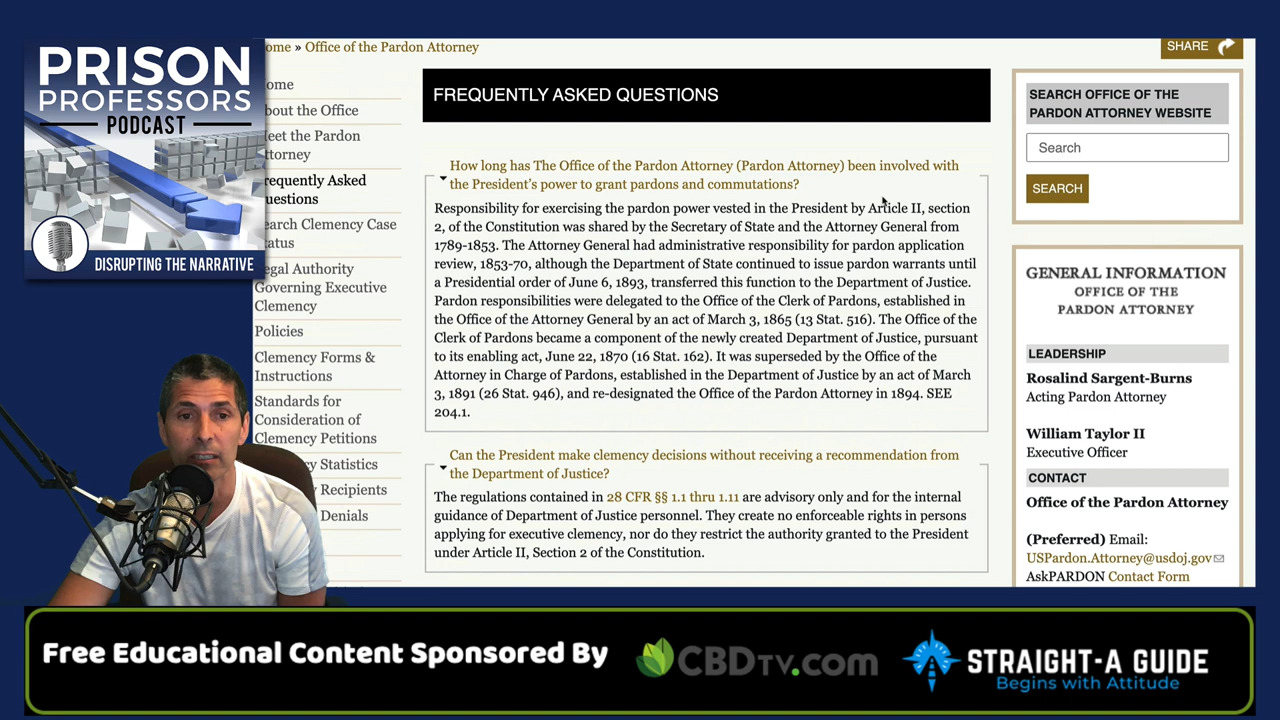 PRISON
PROFESSORS
PODCAST
DISRUPTING THE NARRATIVE
ome » Office of the Pardon Attorney
SHARE
ome
bout the Office
eet the Pardon
ttorney
requently Asked
uestions
earch Clemency Case
tatus
egal Authority
Governing Executive
Clemency
Policies
Clemency Forms &
Instructions
Standards for
Consideration of
Clemency Petitions
cy Statistics
y Recipients
Denials
FREQUENTLY ASKED QUESTIONS
How long has The Office of the Pardon Attorney (Pardon Attorney) been involved with
the President's power to grant pardons and commutations?
Responsibility for exercising the pardon power vested in the President by Article II, section
2, of the Constitution was shared by the Secretary of State and the Attorney General from
1789-1853. The Attorney General had administrative responsibility for pardon application
review, 1853-70, although the Department of State continued to issue pardon warrants until
a Presidential order of June 6, 1893, transferred this function to the Department of Justice.
Pardon responsibilities were delegated to the Office of the Clerk of Pardons, established in
the Office of the Attorney General by an act of March 3, 1865 (13 Stat. 516). The Office of the
Clerk of Pardons became a component of the newly created Department of Justice, pursuant
to its enabling act, June 22, 1870 (16 Stat. 162). It was superseded by the Office of the
Attorney in Charge of Pardons, established in the Department of Justice by an act of March
3, 1891 (26 Stat. 946), and re-designated the Office of the Pardon Attorney in 1894. SEE
204.1.
Can the President make clemency decisions without receiving a recommendation from
the Department of Justice?
The regulations contained in 28 CFR §§ 1.1 thru 1.11 are advisory only and for the internal
guidance of Department of Justice personnel. They create no enforceable rights in persons
applying for executive clemency, nor do they restrict the authority granted to the President
under Article II, Section 2 of the Constitution.
SEARCH OFFICE OF THE
PARDON ATTORNEY WEBSITE
Search
SEARCH
GENERAL INFORMATION
OFFICE OF THE
PARDON ATTORNEY
LEADERSHIP
Rosalind Sargent-Burns
Acting Pardon Attorney
William Taylor II
Executive Officer
CONTACT
Office of the Pardon Attorney
(Preferred) Email:
USPardon.Attorney@usdoj.gov
AskPARDON Contact Form
Free Educational Content Sponsored By
CBDTV.com
STRAIGHT-A GUIDE
Begins with Attitude